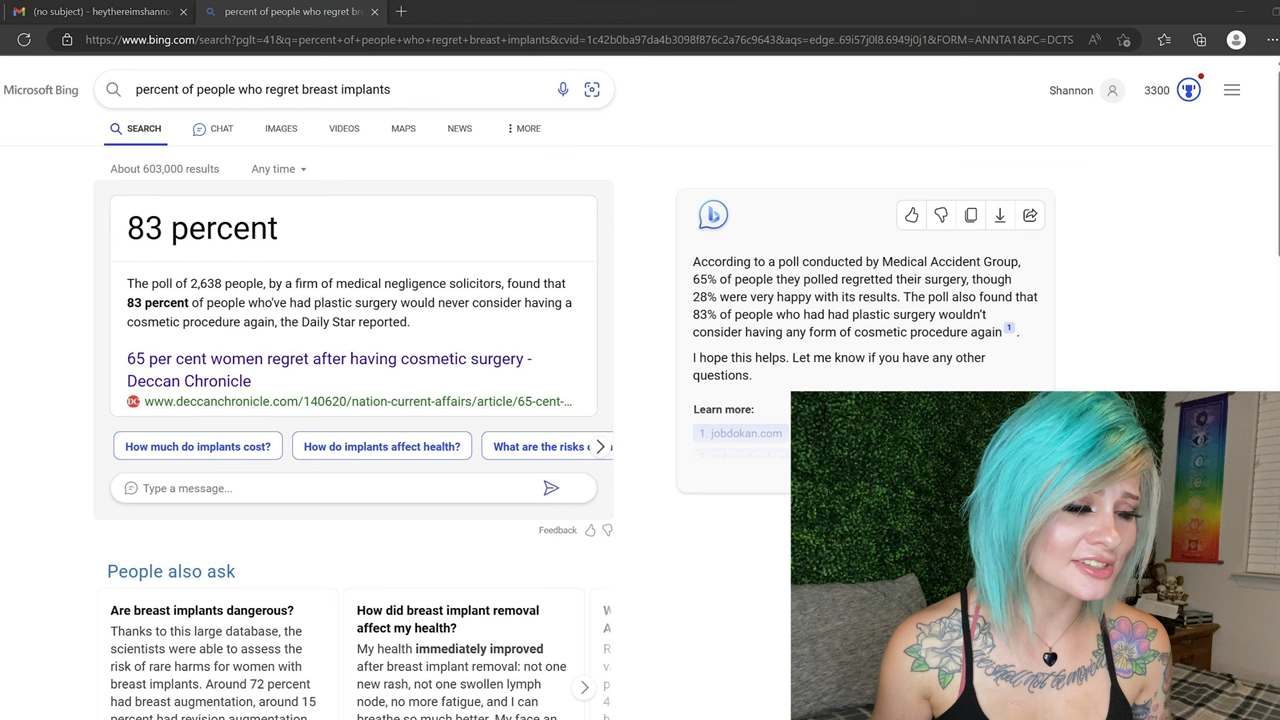 (no subject) - heythereimshanno
percent of people who regret bre
https://www.bing.com/search?pglt=41&q=percent+of+people+who+regret+breast+implants&cvid=1c42b0ba97da4b3098f876c2a76c9643&aqs=edge..69i57j0l8.6949j0j1&FORM=ANNTA1&PC=DCTS
Microsoft Bing
percent of people who regret breast implants
Shannon
3300
SEARCH
CHAT
IMAGES
VIDEOS
MAPS
NEWS
MORE
About 603,000 results
Any time
83 percent
The poll of 2,638 people, by a firm of medical negligence solicitors, found that
83 percent of people who've had plastic surgery would never consider having a
cosmetic procedure again, the Daily Star reported.
65 per cent women regret after having cosmetic surgery -
Deccan Chronicle
DC www.deccanchronicle.com/140620/nation-current-affairs/article/65-cent-...
How much do implants cost?
How do implants affect health?
What are the risks
Type a message...
Feedback
According to a poll conducted by Medical Accident Group,
65% of people they polled regretted their surgery, though
28% were very happy with its results. The poll also found that
83% of people who had had plastic surgery wouldn't
consider having any form of cosmetic procedure again 1 .
I hope this helps. Let me know if you have any other
questions.
Learn more:
1. jobdokan.com
People also ask
Are breast implants dangerous?
Thanks to this large database, the
scientists were able to assess the
risk of rare harms for women with
breast implants. Around 72 percent
had breast augmentation, around 15
percent had revision augmentation
How did breast implant removal
affect my health?
My health immediately improved
after breast implant removal: not one
new rash, not one swollen lymph
node, no more fatigue, and I can
breathe so much better. My face an